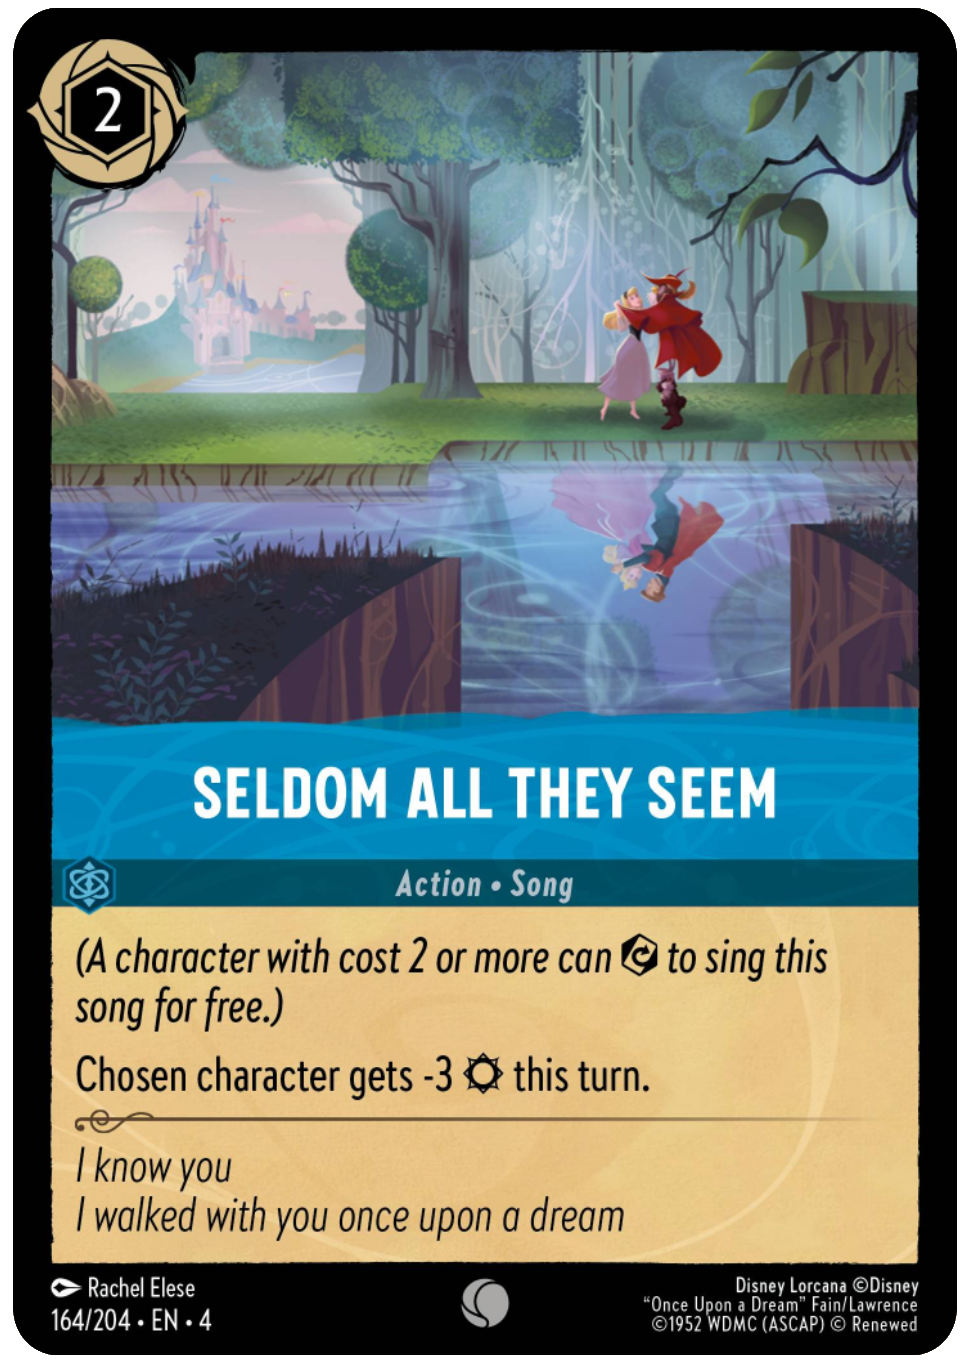 2
SELDOM ALL THEY SEEM
Action • Song
(A character with cost 2 or more can to sing this
song for free.)
Chosen character gets -3 this turn.
I know you
I walked with you once upon a dream
Rachel Elese
164/204 • EN • 4
Disney Lorcana ©Disney
“Once Upon a Dream” Fain/Lawrence
©1952 WDMC (ASCAP) © Renewed